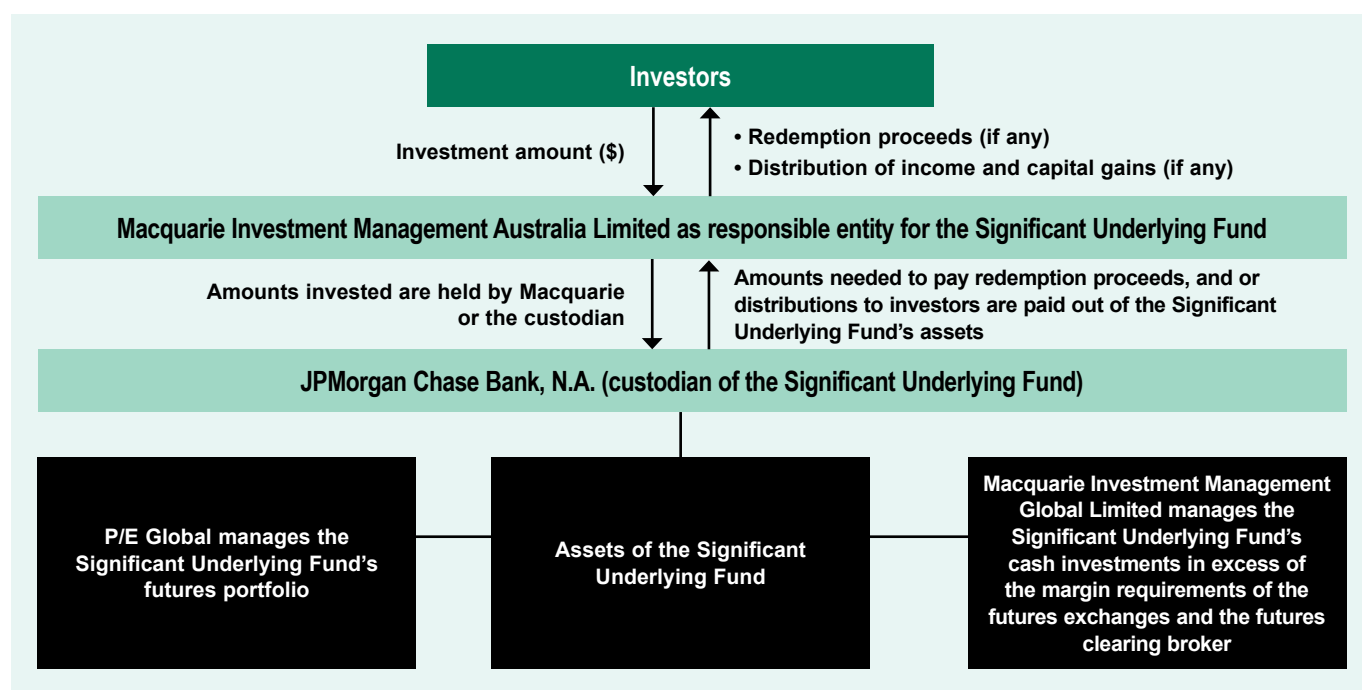 Investors
Investment amount ($)
• Redemption proceeds (if any)
• Distribution of income and capital gains (if any)
Macquarie Investment Management Australia Limited as responsible entity for the Significant Underlying Fund
Amounts invested are held by Macquarie
or the custodian
Amounts needed to pay redemption proceeds, and or
distributions to investors are paid out of the Significant
Underlying Fund’s assets
JPMorgan Chase Bank, N.A. (custodian of the Significant Underlying Fund)
P/E Global manages the
Significant Underlying Fund’s
futures portfolio
Assets of the Significant
Underlying Fund
Macquarie Investment Management
Global Limited manages the
Significant Underlying Fund’s
cash investments in excess of
the margin requirements of the
futures exchanges and the futures
clearing broker